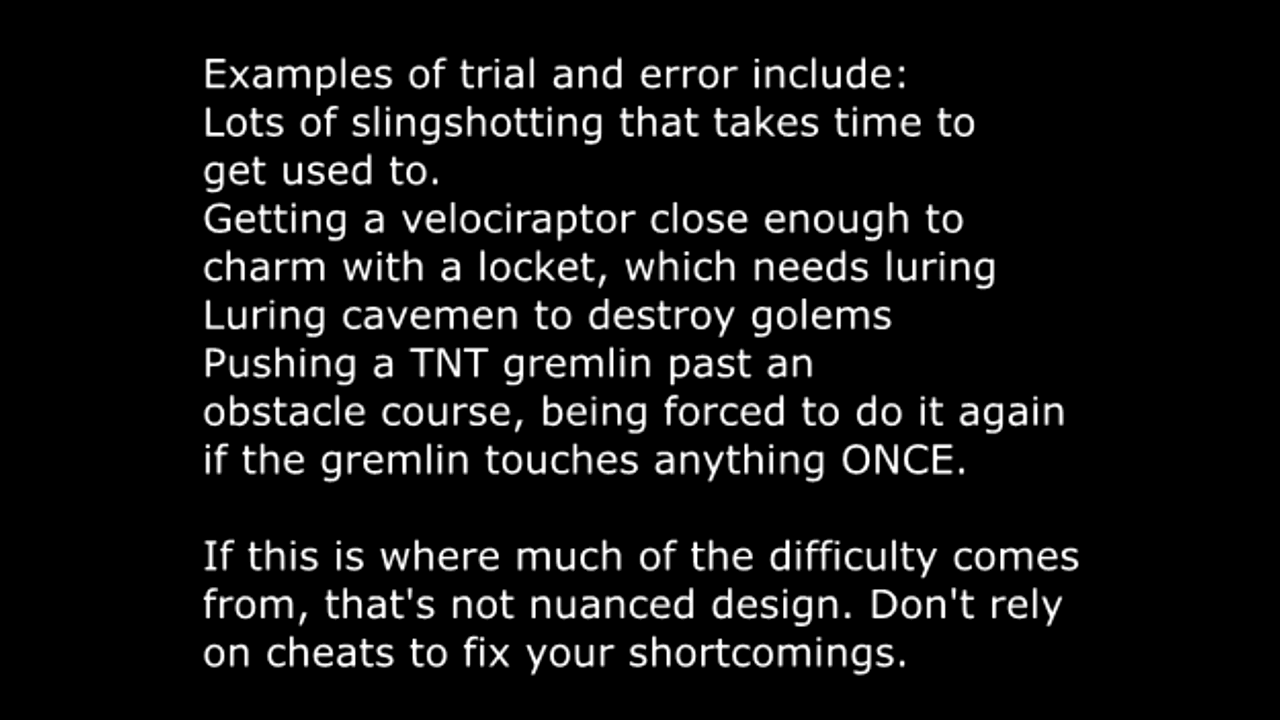 Examples of trial and error include:
Lots of slingshotting that takes time to
get used to.
Getting a velociraptor close enough to
charm with a locket, which needs luring
Luring cavemen to destroy golems
Pushing a TNT gremlin past an
obstacle course, being forced to do it again
if the gremlin touches anything ONCE.
If this is where much of the difficulty comes
from, that's not nuanced design. Don't rely
on cheats to fix your shortcomings.